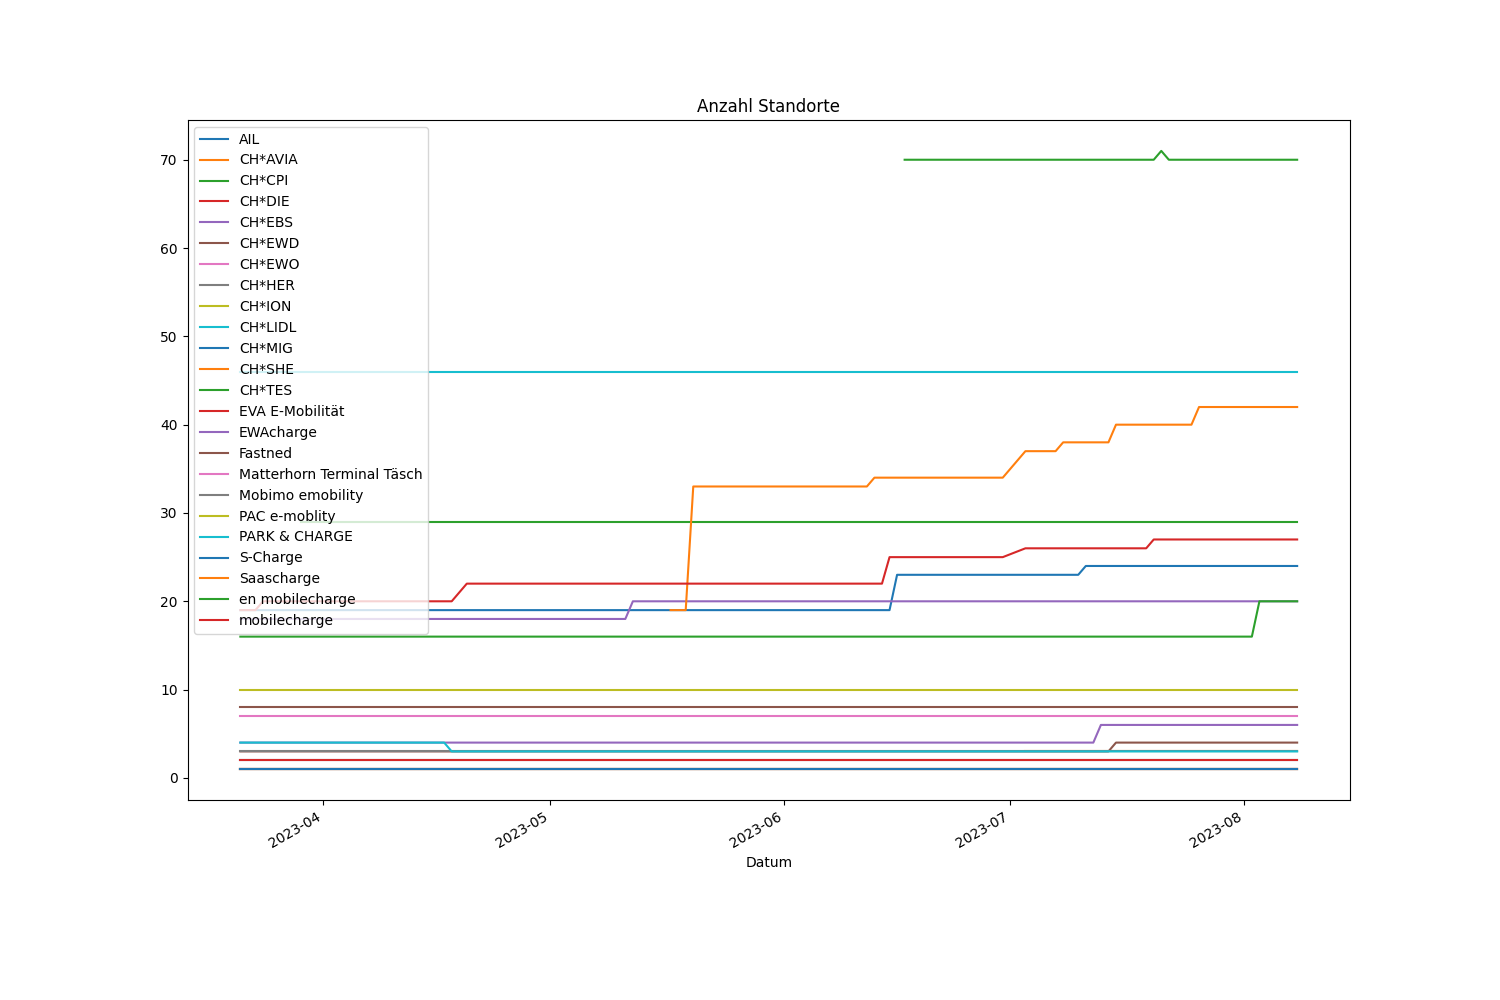 Anzahl Standorte
AIL
CH*AVIA
CH*CPI
CH*DIE
CH*EBS
CH*EWD
CH*EWO
CH*HER
CH*ION
CH*LIDL
CH*MIG
CH*SHE
CH*TES
EVA E-Mobilität
EWAcharge
Fastned
Matterhorn Terminal Täsch
Mobimo emobility
PAC e-moblity
PARK & CHARGE
S-Charge
Saascharge
en mobilecharge
mobilecharge
70
60
50
40
30
20
10
0
2023-04
2023-05
2023-06
2023-07
2023-08
Datum